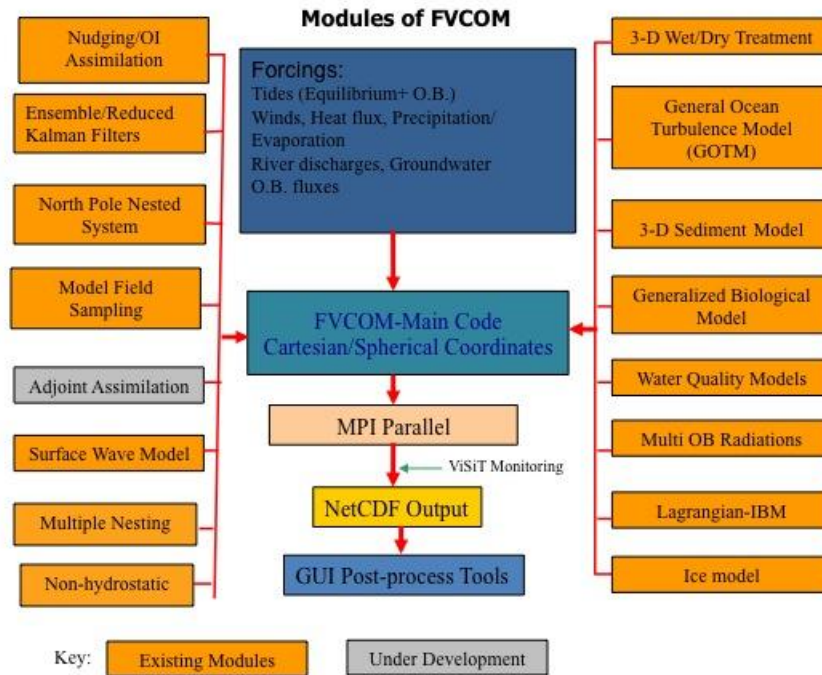 Modules of FVCOM
Nudging/OI
Assimilation
Ensemble/Reduced
Kalman Filters
North Pole Nested
System
Model Field
Sampling
Adjoint Assimilation
Surface Wave Model
Multiple Nesting
Non-hydrostatic
Forcings:
Tides (Equilibrium+ O.B.)
Winds, Heat flux, Precipitation/
Evaporation
River discharges, Groundwater
O.B. fluxes
FVCOM-Main Code
Cartesian/Spherical Coordinates
MPI Parallel
ViSiT Monitoring
NetCDF Output
GUI Post-process Tools
3-D Wet/Dry Treatment
General Ocean
Turbulence Model
(GOTM)
3-D Sediment Model
Generalized Biological
Model
Water Quality Models
Multi OB Radiations
Lagrangian-IBM
Ice model
Key:
Existing Modules
Under Development